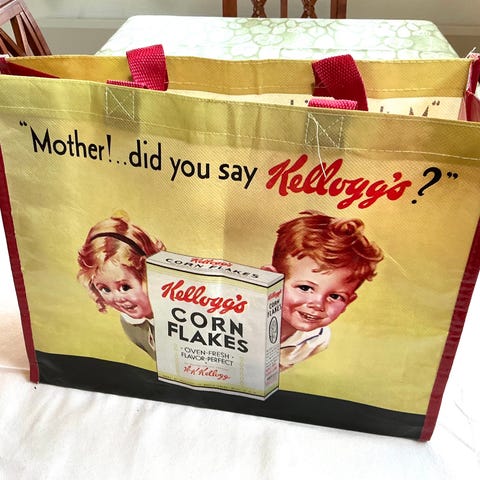 "Mother!..did you say Kellogg's?"
Kellogg's
CORN FLAKES
Kellogg's
CORN
FLAKES
OVEN-FRESH
FLAVOR-PERFECT
W.K. Kellogg